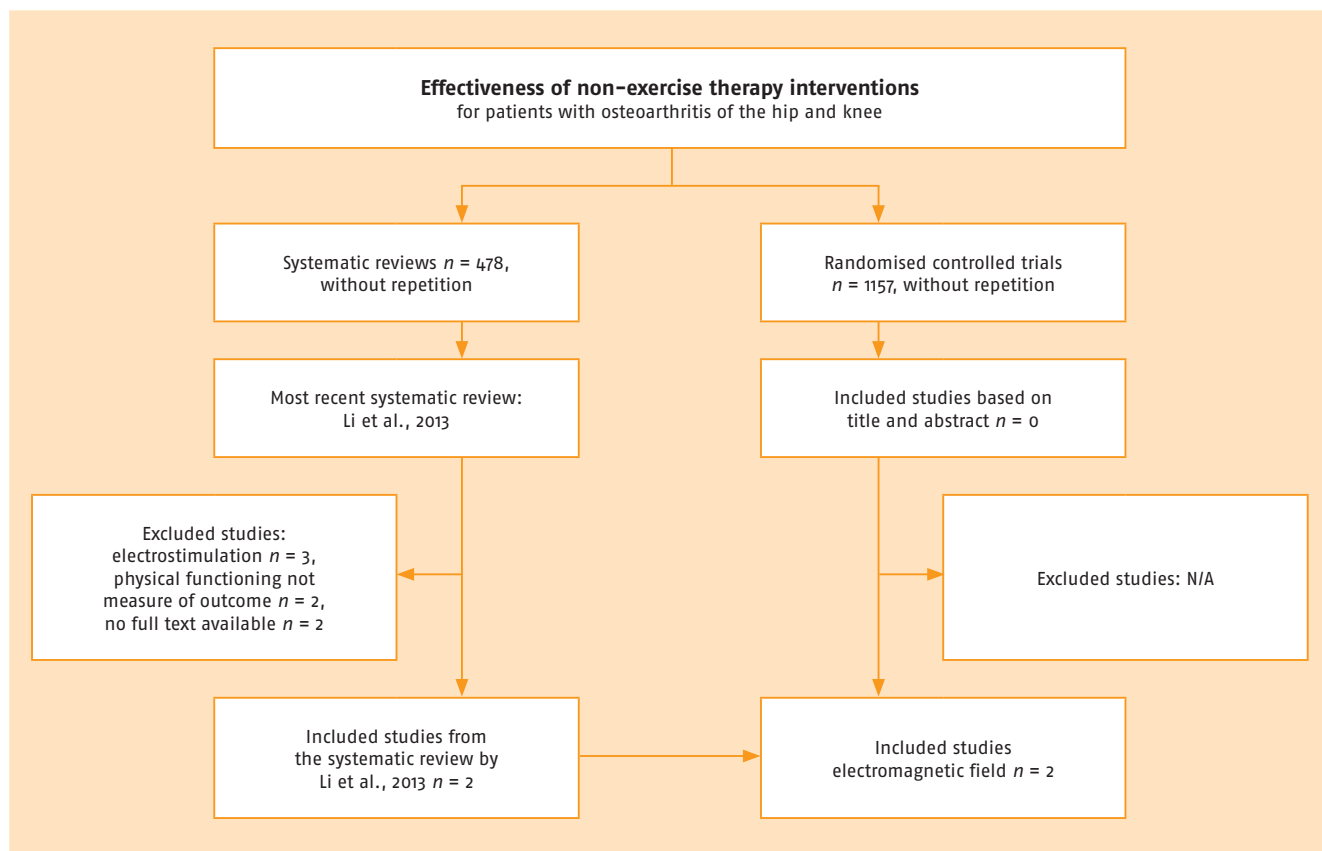 Effectiveness of non-exercise therapy interventions
for patients with osteoarthritis of the hip and knee
Systematic reviews n = 478,
without repetition
Randomised controlled trials
n = 1157, without repetition
Most recent systematic review:
Li et al., 2013
Included studies based on
title and abstract n = 0
Excluded studies:
electrostimulation n = 3,
physical functioning not
measure of outcome n = 2,
no full text available n = 2
Excluded studies: N/A
Included studies from
the systematic review by
Li et al., 2013 n = 2
Included studies
electromagnetic field n = 2